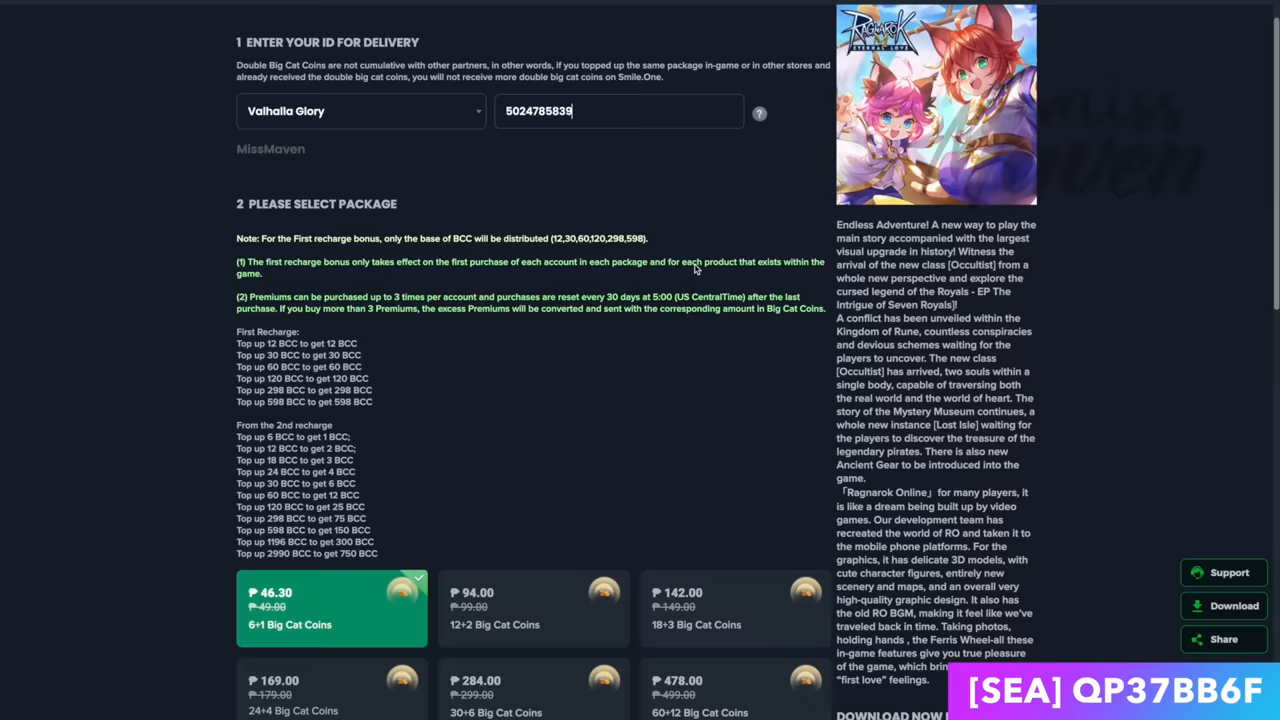 1 ENTER YOUR ID FOR DELIVERY
Double Big Cat Coins are not cumulative with other partners, in other words, if you topped up the same package in-game or in other stores and
already received the double big cat coins, you will not receive more double big cat coins on Smile.One.
Valhalla Glory
5024785839
?
MissMaven
2 PLEASE SELECT PACKAGE
Note: For the First recharge bonus, only the base of BCC will be distributed (12,30,60,120,298,598).
(1) The first recharge bonus only takes effect on the first purchase of each account in each package and for each product that exists within the
game.
(2) Premiums can be purchased up to 3 times per account and purchases are reset every 30 days at 5:00 (US CentralTime) after the last
purchase. If you buy more than 3 Premiums, the excess Premiums will be converted and sent with the corresponding amount in Big Cat Coins.
First Recharge:
Top up 12 BCC to get 12 BCC
Top up 30 BCC to get 30 BCC
Top up 60 BCC to get 60 BCC
Top up 120 BCC to get 120 BCC
Top up 298 BCC to get 298 BCC
Top up 598 BCC to get 598 BCC
From the 2nd recharge
Top up 6 BCC to get 1 BCC;
Top up 12 BCC to get 2 BCC;
Top up 18 BCC to get 3 BCC
Top up 24 BCC to get 4 BCC
Top up 30 BCC to get 6 BCC
Top up 60 BCC to get 12 BCC
Top up 120 BCC to get 25 BCC
Top up 298 BCC to get 75 BCC
Top up 598 BCC to get 150 BCC
Top up 1196 BCC to get 300 BCC
Top up 2990 BCC to get 750 BCC
₱ 46.30
₱ 49.00
6+1 Big Cat Coins
₱ 94.00
₱ 99.00
12+2 Big Cat Coins
₱ 142.00
₱ 149.00
18+3 Big Cat Coins
₱ 169.00
₱ 179.00
24+4 Big Cat Coins
₱ 284.00
₱ 299.00
30+6 Big Cat Coins
₱ 478.00
₱ 499.00
60+12 Big Cat Coins
RAGNAROK
ETERNAL LOVE
miss
maven
Endless Adventure! A new way to play the
main story accompanied with the largest
visual upgrade in history! Witness the
arrival of the new class [Occultist] from a
whole new perspective and explore the
cursed legend of the Royals - EP The
Intrigue of Seven Royals]!
A conflict has been unveiled within the
Kingdom of Rune, countless conspiracies
and devious schemes waiting for the
players to uncover. The new class
[Occultist] has arrived, two souls within a
single body, capable of traversing both
the real world and the world of heart. The
story of the Mystery Museum continues, a
whole new instance [Lost Isle] waiting for
the players to discover the treasure of the
legendary pirates. There is also new
Ancient Gear to be introduced into the
game.
「Ragnarok Online」for many players, it
is like a dream being built up by video
games. Our development team has
recreated the world of RO and taken it to
the mobile phone platforms. For the
graphics, it has delicate 3D models, with
cute character figures, entirely new
scenery and maps, and an overall very
high-quality graphic design. It also has
the old RO BGM, making it feel like we've
traveled back in time. Taking photos,
holding hands , the Ferris Wheel-all these
in-game features give you true pleasure
of the game, which
"first love" feelings.
DOWNLOAD NOW
Support
Download
Share
[SEA] QP37BB6F